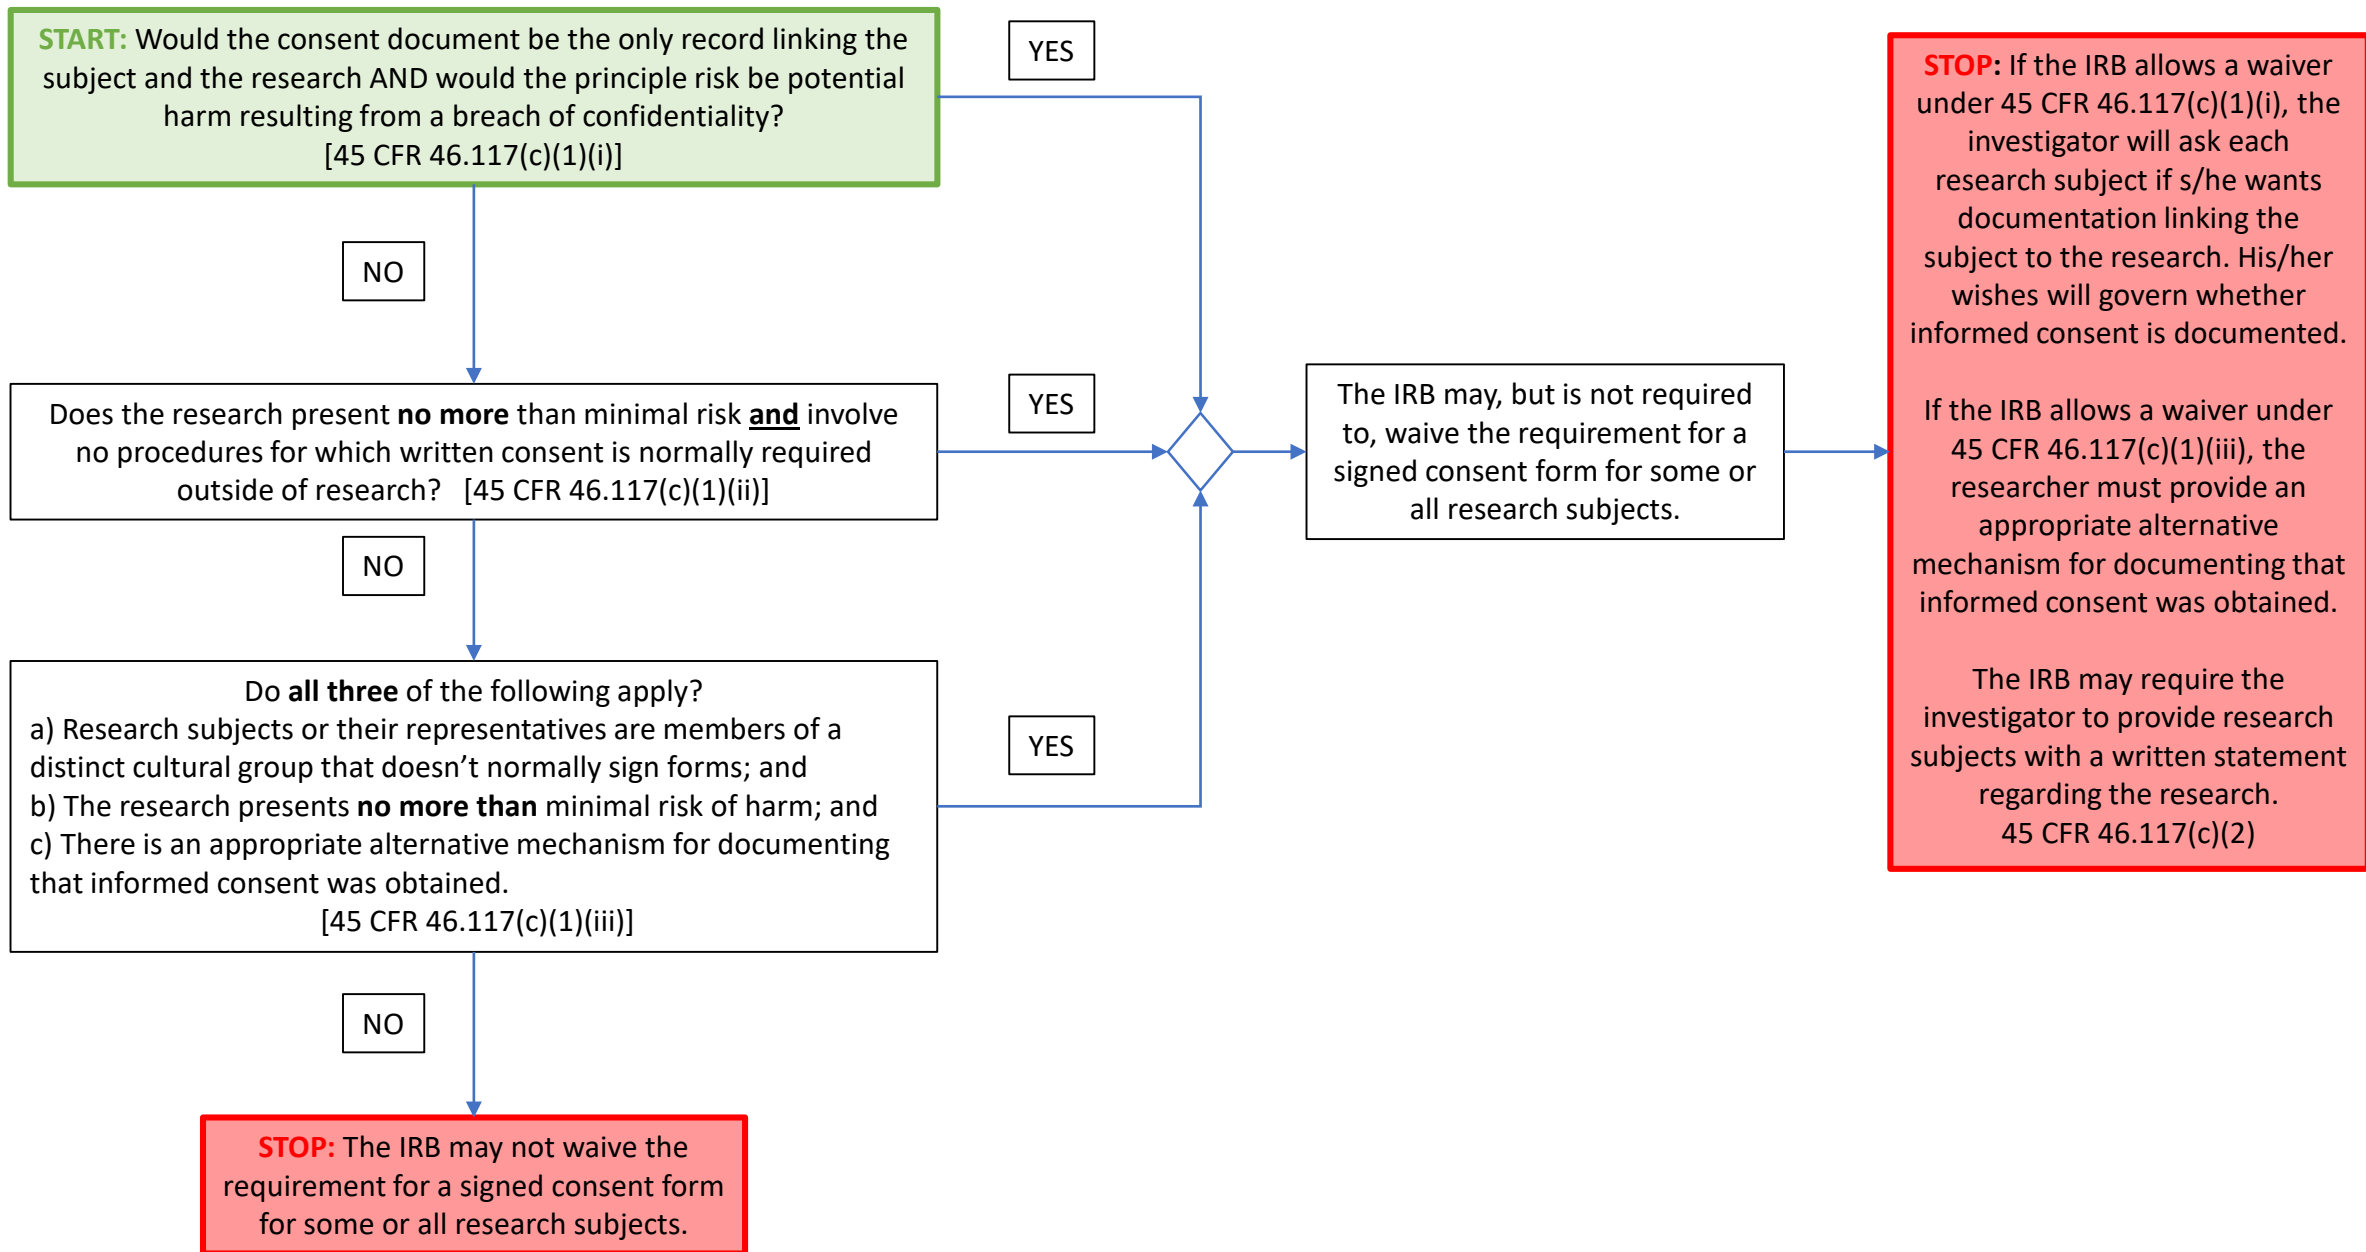 START: Would the consent document be the only record linking the
subject and the research AND would the principle risk be potential
harm resulting from a breach of confidentiality?
[45 CFR 46.117(c)(1)(i)]
YES
NO
Does the research present no more than minimal risk and involve
no procedures for which written consent is normally required
outside of research? [45 CFR 46.117(c)(1)(ii)]
YES
NO
Do all three of the following apply?
a) Research subjects or their representatives are members of a
distinct cultural group that doesn’t normally sign forms; and
b) The research presents no more than minimal risk of harm; and
c) There is an appropriate alternative mechanism for documenting
that informed consent was obtained.
[45 CFR 46.117(c)(1)(iii)]
YES
NO
STOP: The IRB may not waive the
requirement for a signed consent form
for some or all research subjects.
The IRB may, but is not required
to, waive the requirement for a
signed consent form for some or
all research subjects.
STOP: If the IRB allows a waiver
under 45 CFR 46.117(c)(1)(i), the
investigator will ask each
research subject if s/he wants
documentation linking the
subject to the research. His/her
wishes will govern whether
informed consent is documented.
If the IRB allows a waiver under
45 CFR 46.117(c)(1)(iii), the
researcher must provide an
appropriate alternative
mechanism for documenting that
informed consent was obtained.
The IRB may require the
investigator to provide research
subjects with a written statement
regarding the research.
45 CFR 46.117(c)(2)